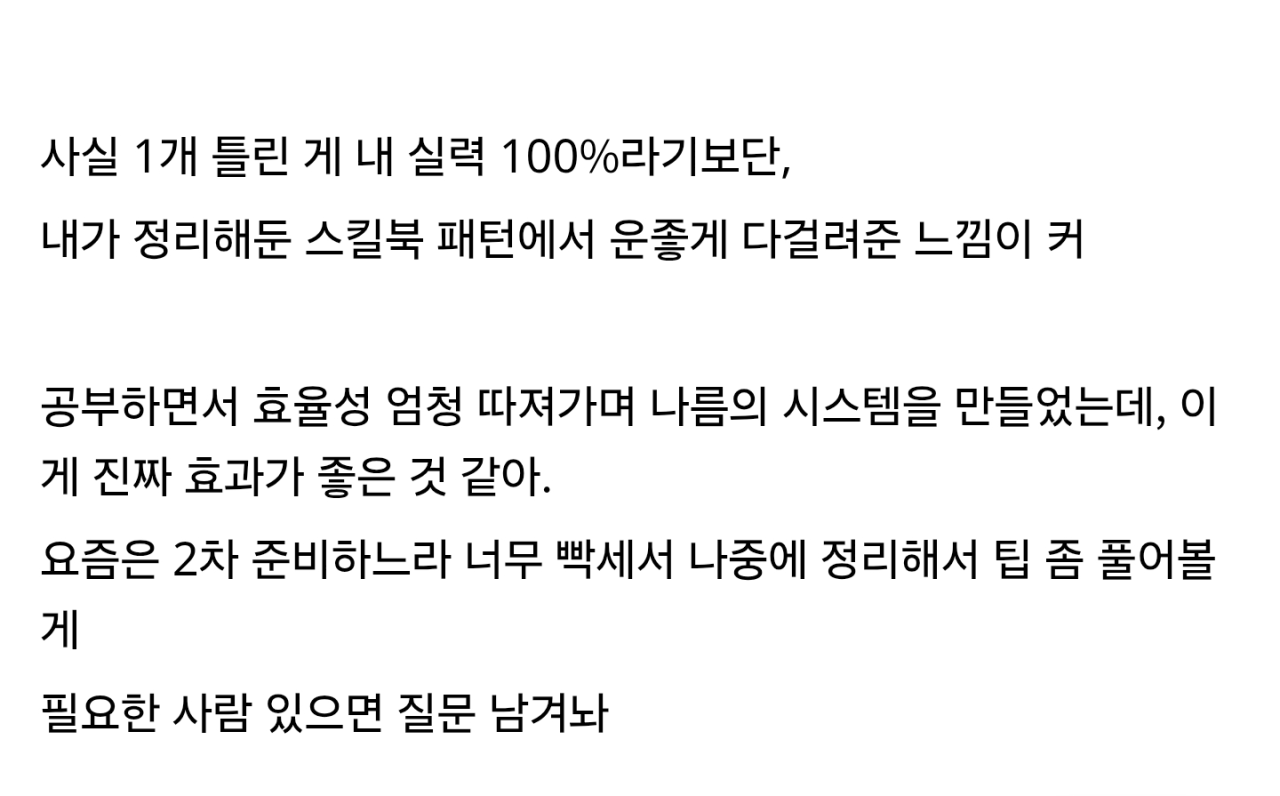 사실 1개 틀린 게 내 실력 100%라기보단,
내가 정리해둔 스킬북 패턴에서 운좋게 다걸려준 느낌이 커
공부하면서 효율성 엄청 따져가며 나름의 시스템을 만들었는데, 이
게 진짜 효과가 좋은 것 같아.
요즘은 2차 준비하느라 너무 빡세서 나중에 정리해서 팁 좀 풀어볼
게
필요한 사람 있으면 질문 남겨놔